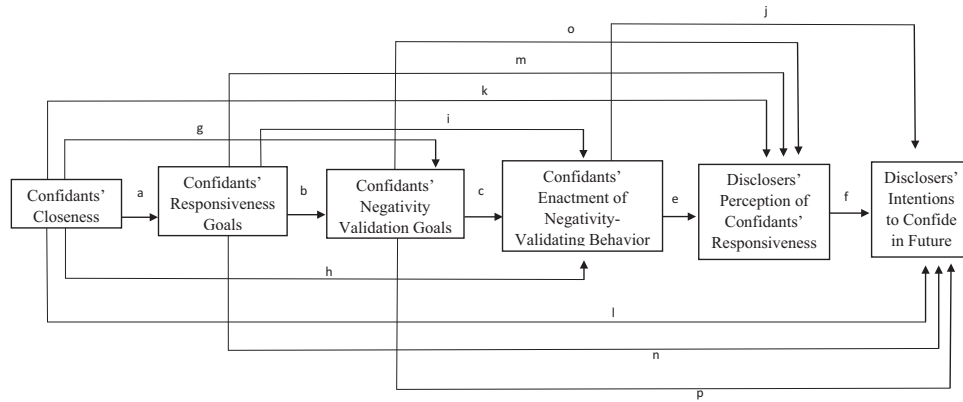 j
o
m
k
g
i
Confidants'
Closeness
a
Confidants'
Responsiveness
Goals
b
Confidants'
Negativity
Validation Goals
c
Confidants'
Enactment of
Negativity-
Validating Behavior
e
Disclosers'
Perception of
Confidants'
Responsiveness
f
Disclosers'
Intentions
to Confide
in Future
h
l
n
p